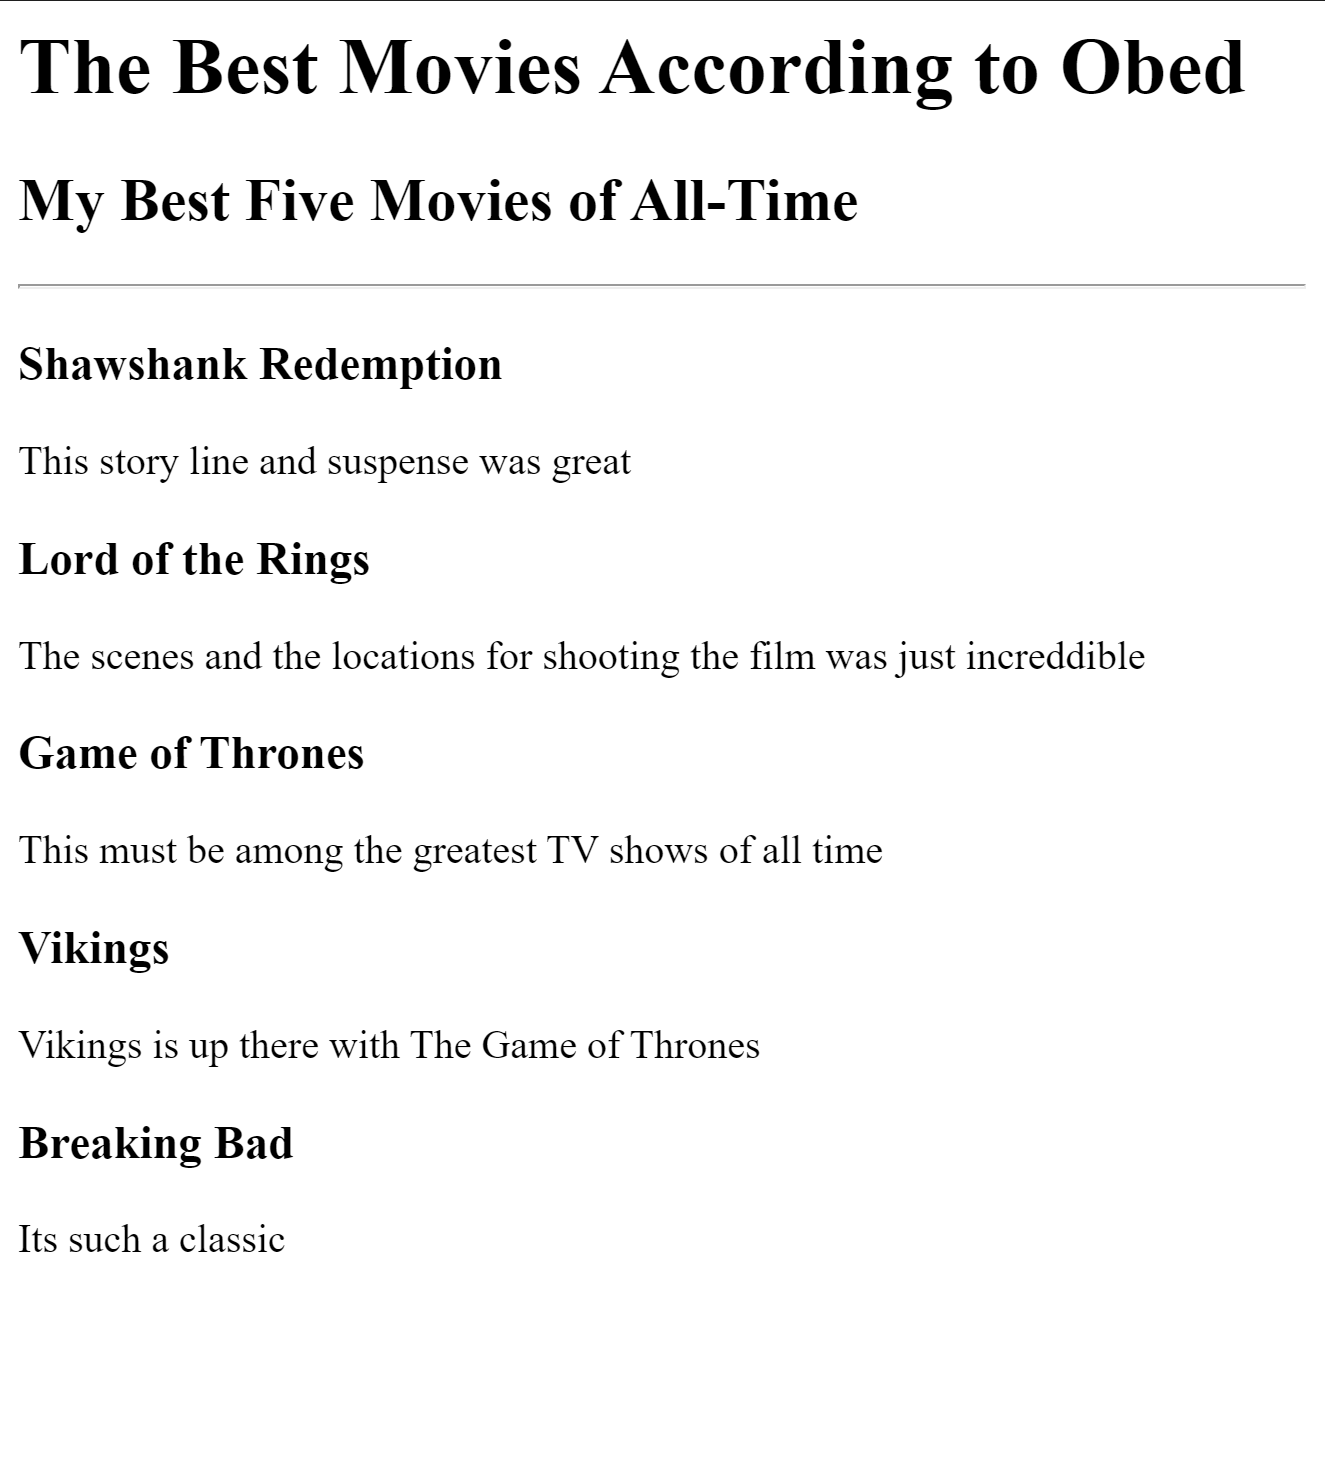 The Best Movies According to Obed
My Best Five Movies of All-Time
Shawshank Redemption
This story line and suspense was great
Lord of the Rings
The scenes and the locations for shooting the film was just increddible
Game of Thrones
This must be among the greatest TV shows of all time
Vikings
Vikings is up there with The Game of Thrones
Breaking Bad
Its such a classic